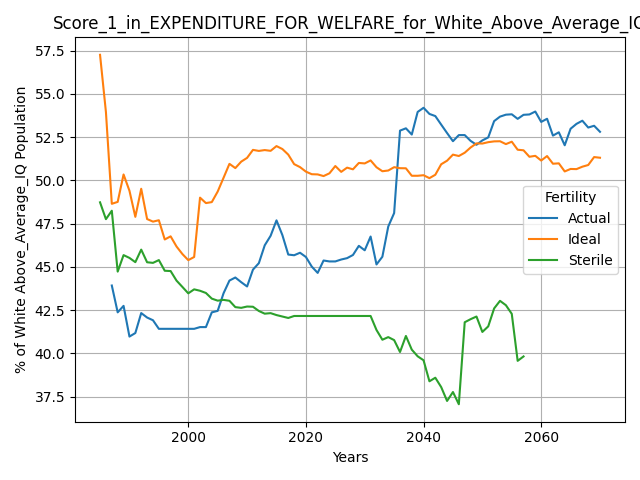 Score_1_in_EXPENDITURE_FOR_WELFARE_for_White_Above_Average_IQ
57.5
55.0
52.5
50.0
47.5
45.0
42.5
40.0
37.5
% of White Above_Average_IQ Population
Fertility
Actual
Ideal
Sterile
2000 2020 2040 2060
Years